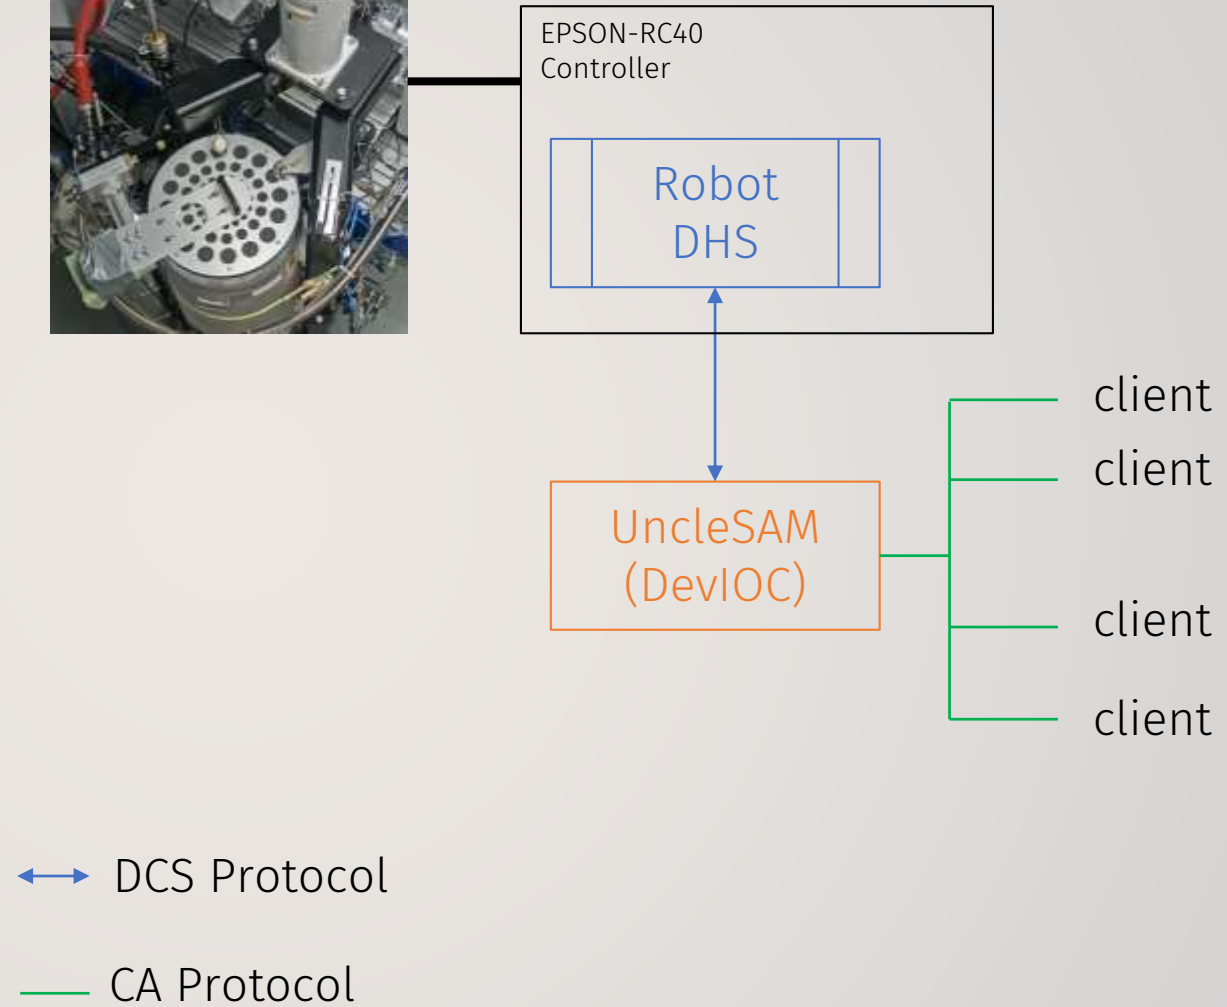 EPSON-RC40
Controller
Robot
DHS
client
client
UncleSAM
(DevIOC)
client
client
DCS Protocol
CA Protocol